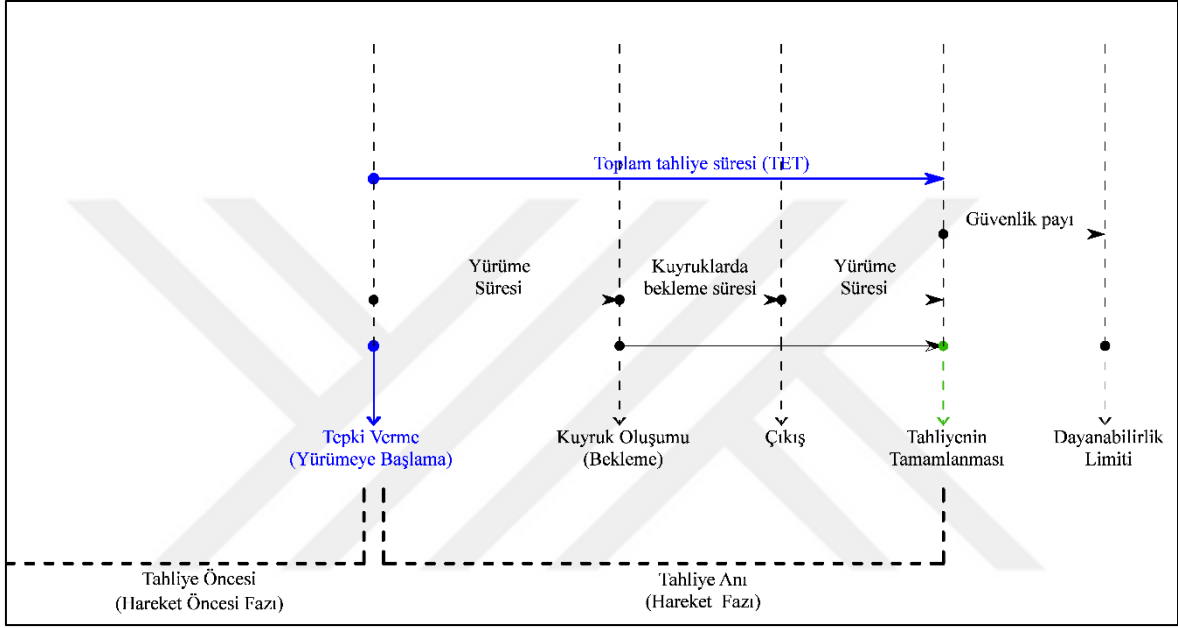 Toplam tahliye süresi (TET)
Güvenlik payı
Yürüme
Süresi
Kuyruklarda
bekleme süresi
Yürüme
Süresi
Tepki Verme
(Yürümeye Başlama)
Kuyruk Oluşumu
(Bekleme)
Çıkış
Tahliyenin
Tamamlanması
Dayanabilirlik
Limiti
Tahliye Öncesi
(Hareket Öncesi Fazı)
Tahliye Anı
(Hareket Fazı)